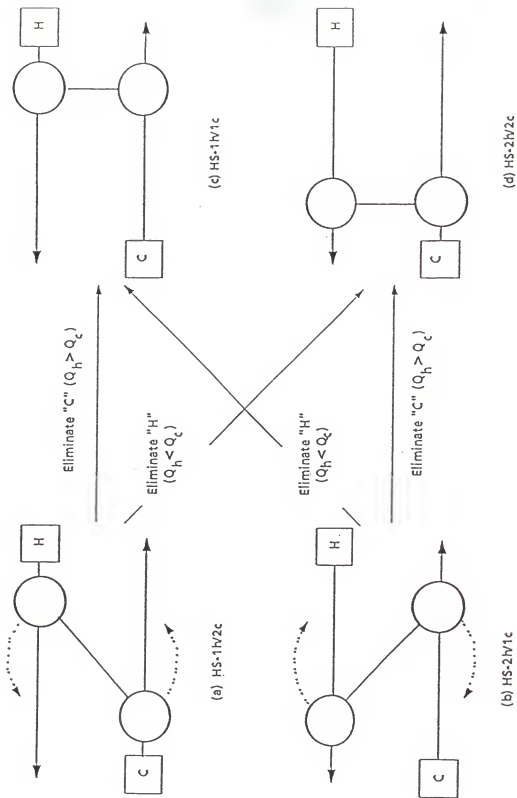 H
C
(a) HS-1h/2c
Eliminate "C" (Qh > Qc)
Eliminate "H"
(Qh < Qc)
H
C
(c) HS-1h/1c
H
C
(b) HS-2h/1c
Eliminate "H"
(Qh < Qc)
Eliminate "C" (Qh > Qc)
H
C
(d) HS-2h/2c